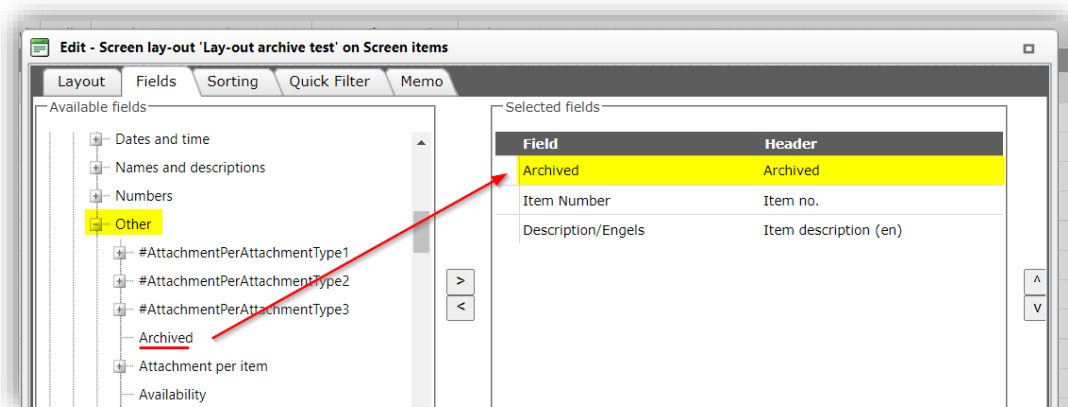 Edit - Screen lay-out 'Lay-out archive test' on Screen items
Layout Fields Sorting Quick Filter Memo
Available fields
Dates and time
Names and descriptions
Numbers
Other
#AttachmentPerAttachmentType1
#AttachmentPerAttachmentType2
#AttachmentPerAttachmentType3
Archived
Attachment per item
Availability
>
<
Selected fields
Field Header
Archived Archived
Item Number Item no.
Description/Engels Item description (en)
^
v